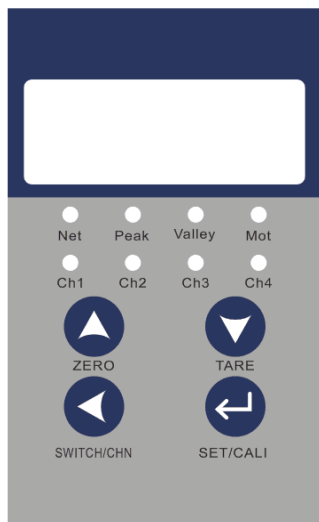 Net Peak Valley Mot
Ch1 Ch2 Ch3 Ch4
ZERO TARE
SWITCH/CHN SET/CALI